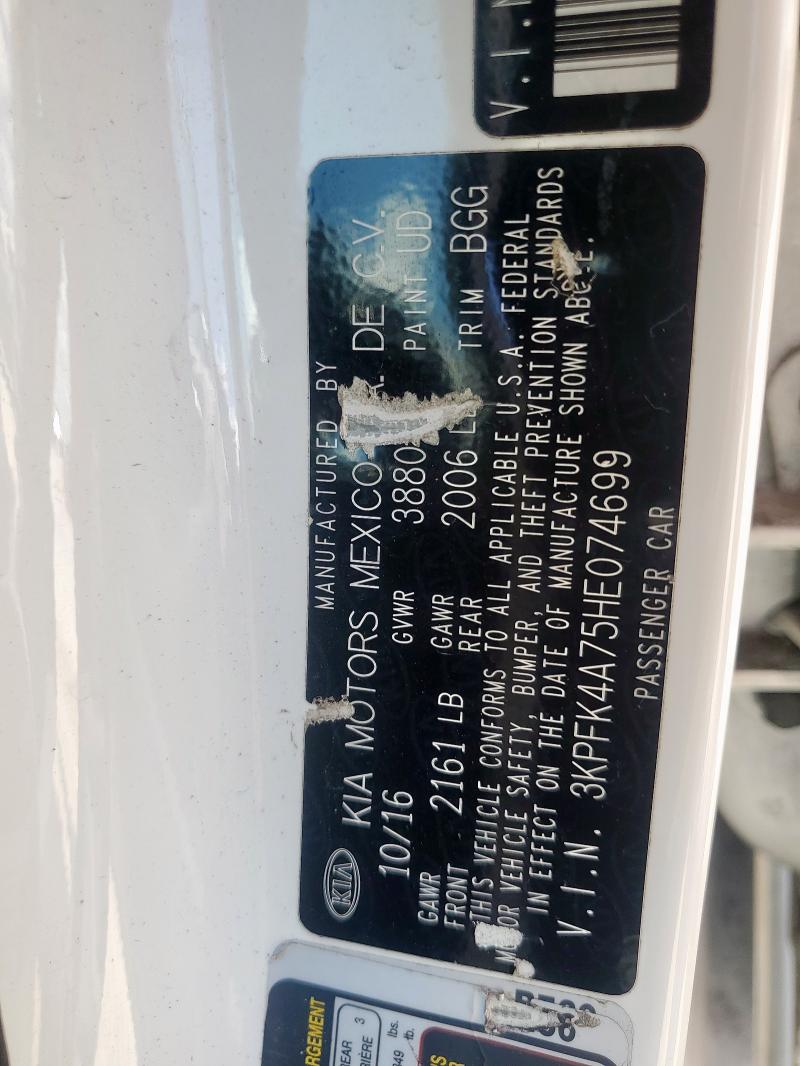 MANUFACTURED BY
KIA KIA MOTORS MEXICO DE C.V.
10/16 GVWR 3880 PAINT UD
GAWR FRONT 2161 LB GAWR REAR 2006 TRIM BGG
THIS VEHICLE CONFORMS TO ALL APPLICABLE U.S.A. FEDERAL
VEHICLE SAFETY, BUMPER, AND THEFT PREVENTION STANDARDS
IN EFFECT ON THE DATE OF MANUFACTURE SHOWN
V.I.N. 3KPFK4A75HE074699
PASSENGER CAR
V.I.N
3
lbs.